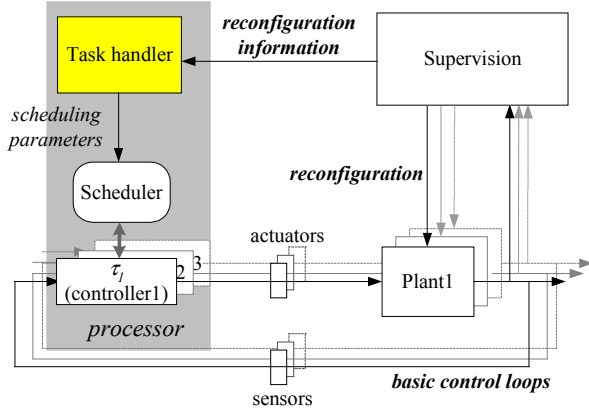 reconfiguration
information
Task handler
Supervision
scheduling
parameters
reconfiguration
Scheduler
actuators
3
2
τ1
(controller1)
Plant1
processor
basic control loops
sensors